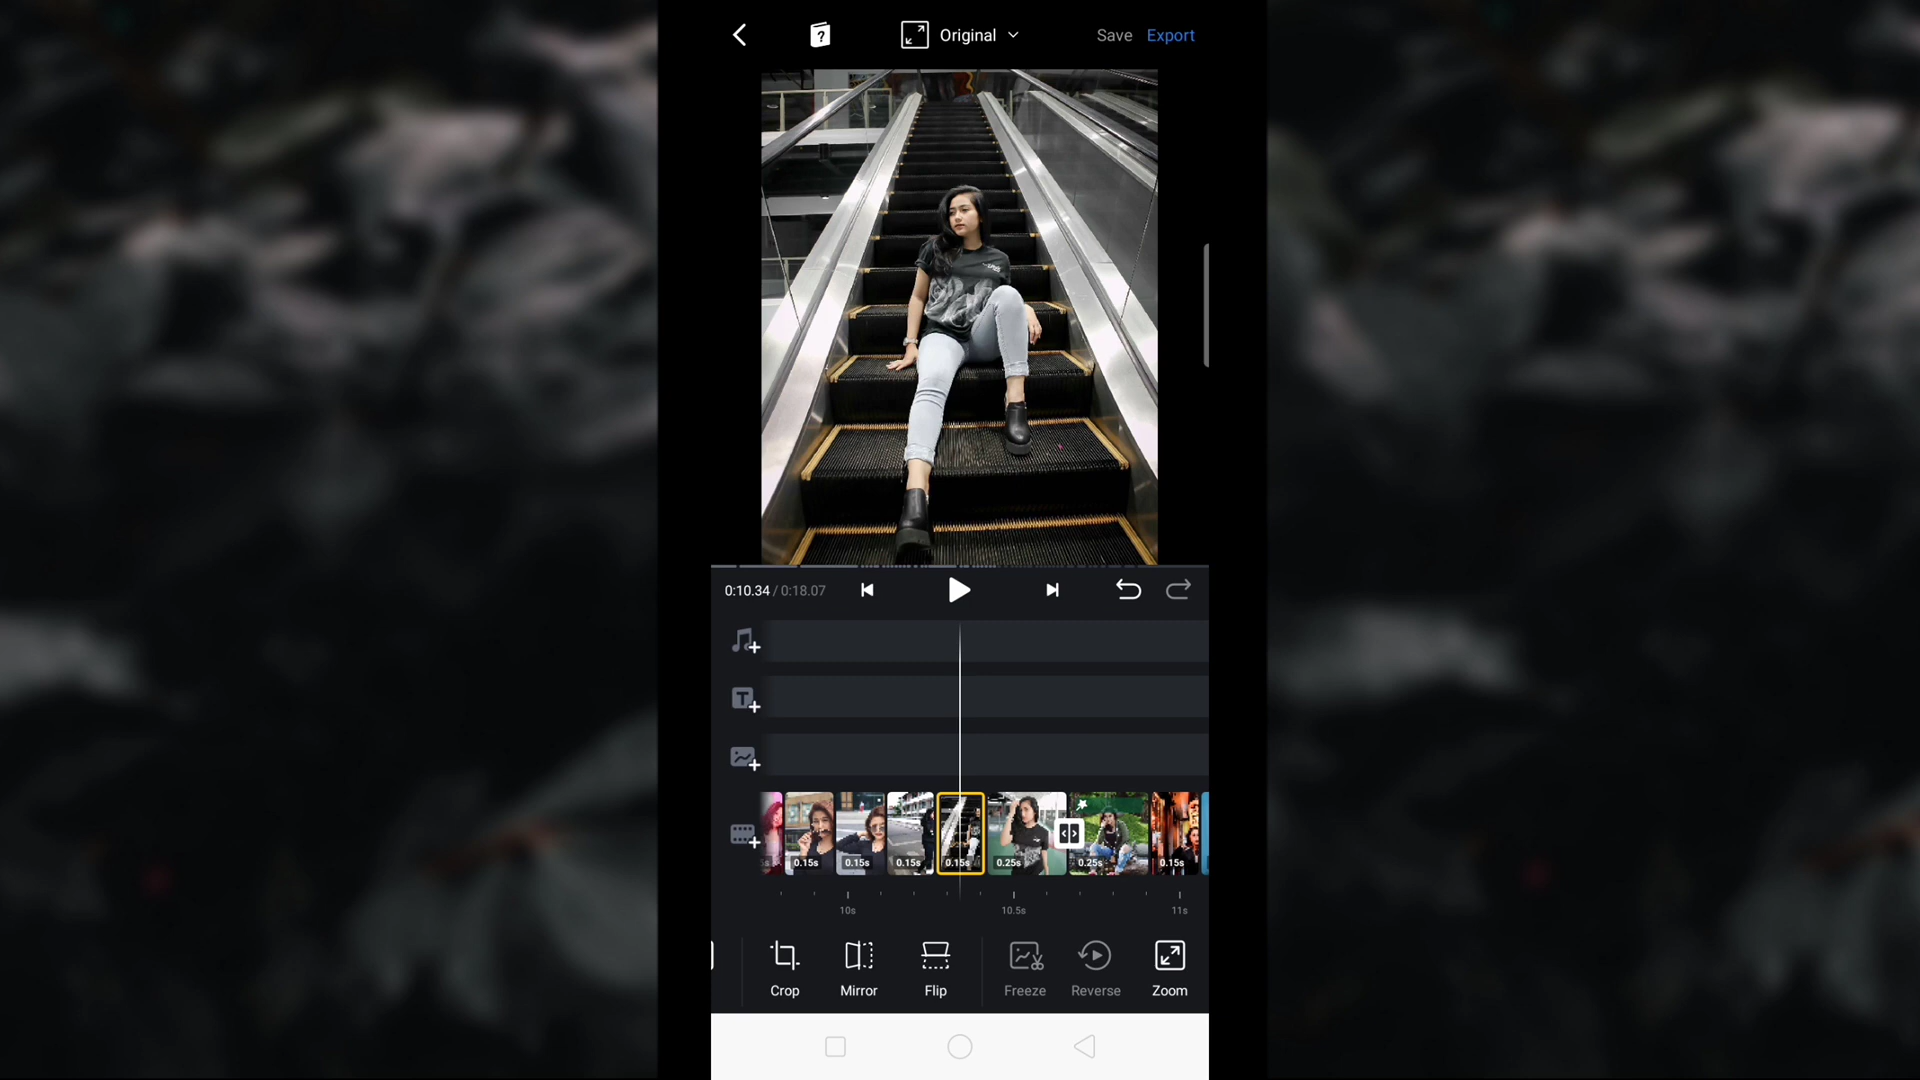 Original
Save
Export
0:10.34 / 0:18.07
0.15s
0.15s
0.15s
0.15s
0.25s
0.25s
0.15s
10s
10.5s
11s
Crop
Mirror
Flip
Freeze
Reverse
Zoom